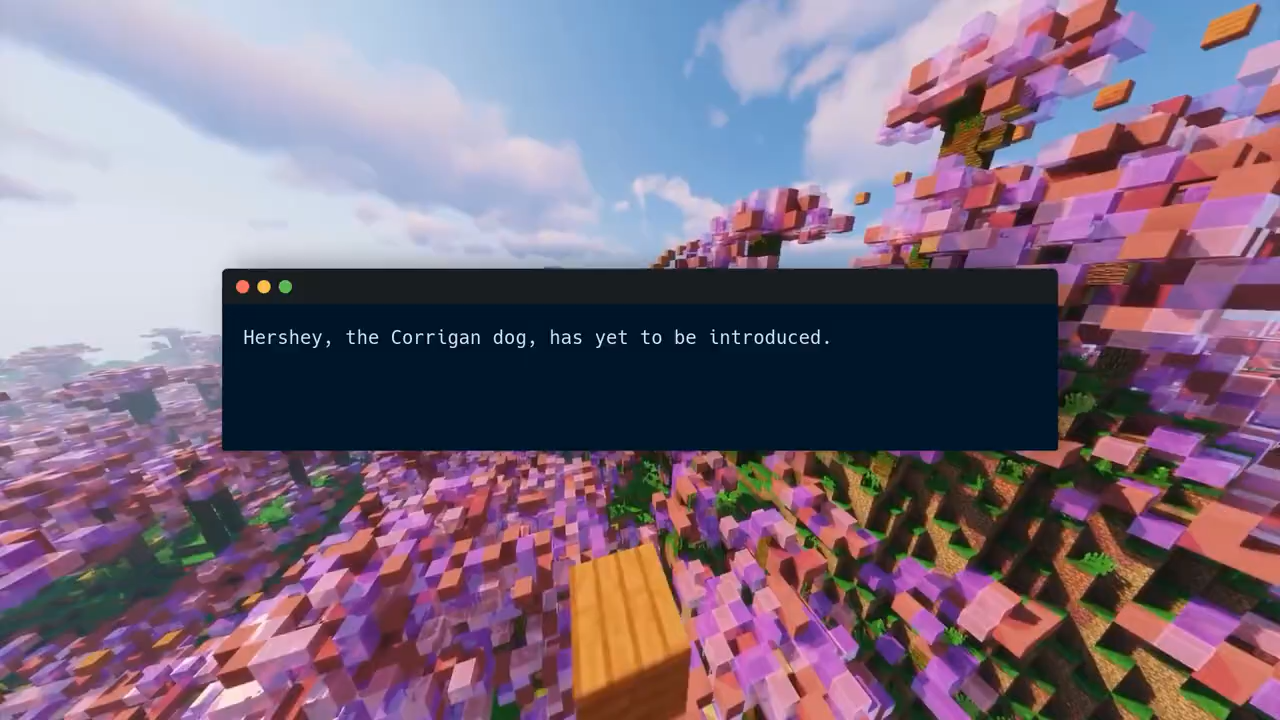 Hershey, the Corrigan dog, has yet to be introduced.